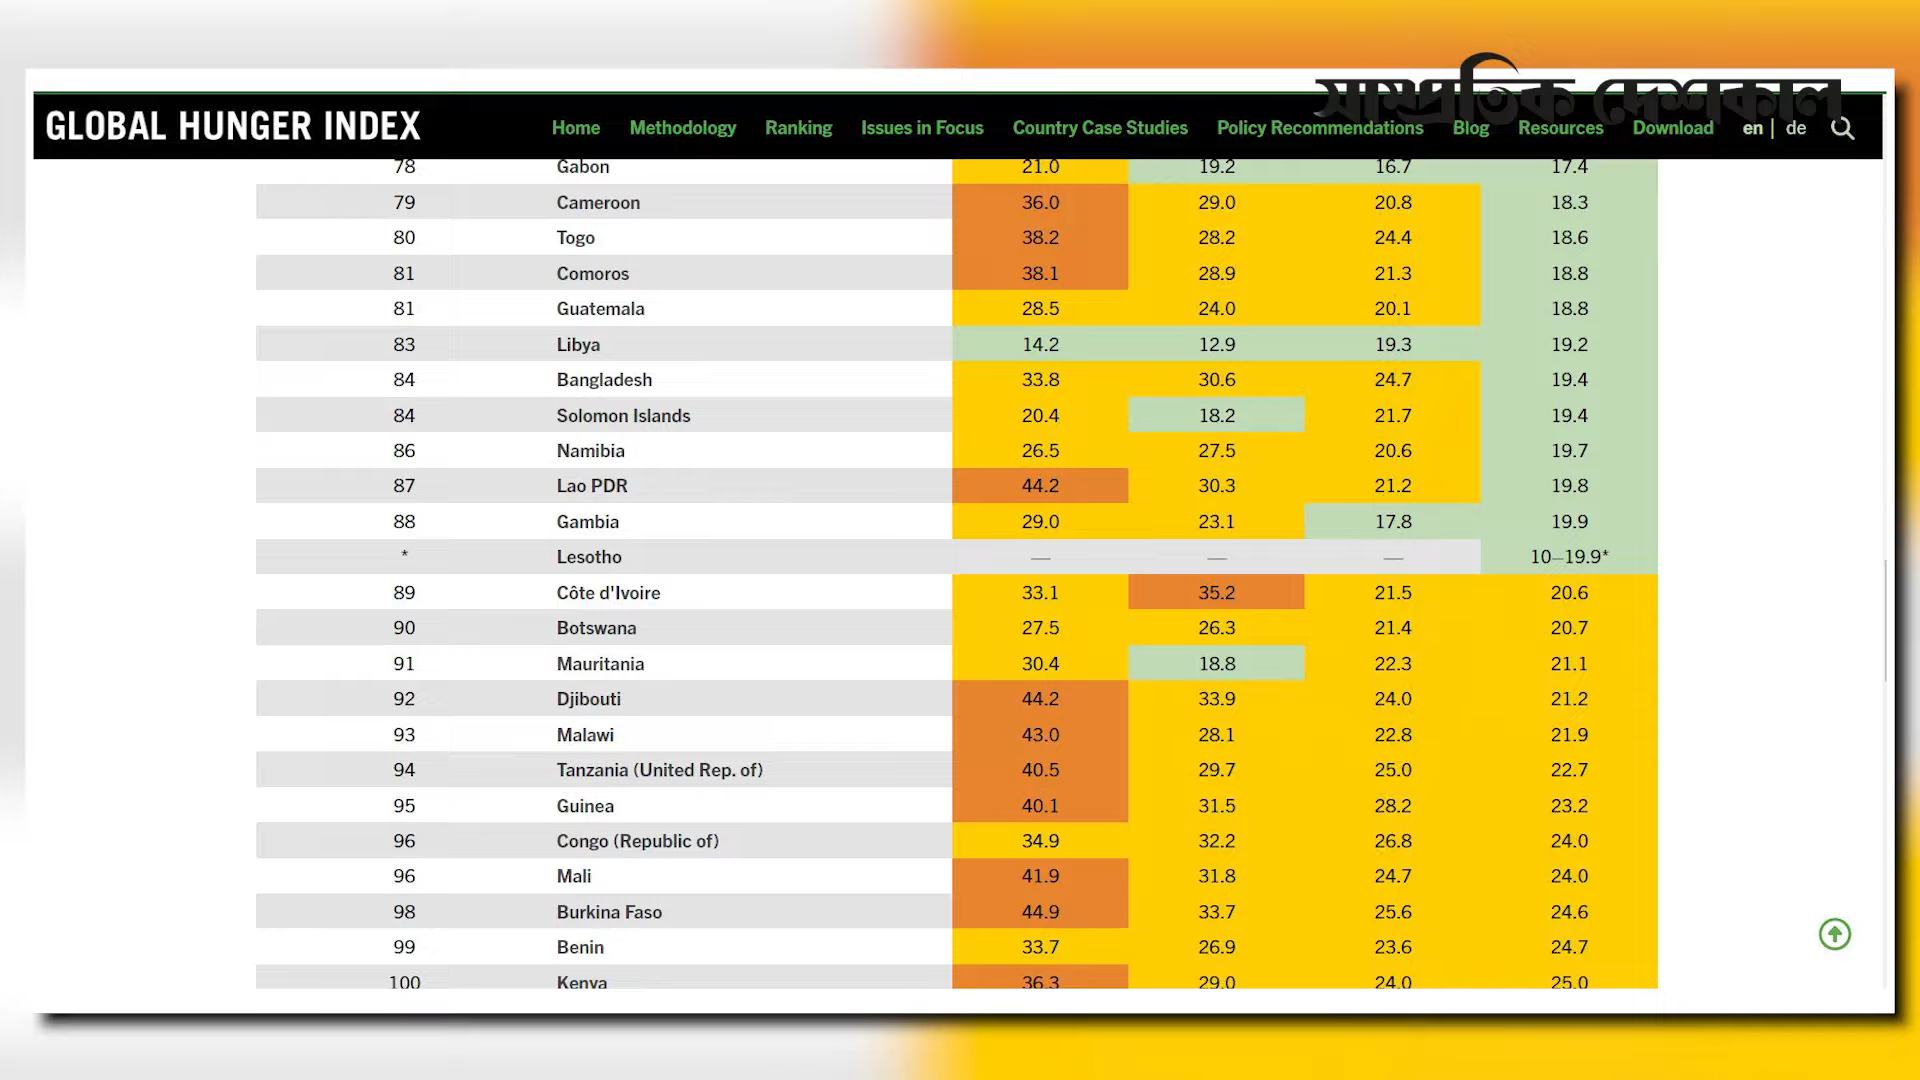 সাম্প্রতিক দেশকাল
GLOBAL HUNGER INDEX Home Methodology Ranking Issues in Focus Country Case Studies Policy Recommendations Blog Resources Download en | de
78 Gabon 21.0 19.2 16.7 17.4
79 Cameroon 36.0 29.0 20.8 18.3
80 Togo 38.2 28.2 24.4 18.6
81 Comoros 38.1 28.9 21.3 18.8
81 Guatemala 28.5 24.0 20.1 18.8
83 Libya 14.2 12.9 19.3 19.2
84 Bangladesh 33.8 30.6 24.7 19.4
84 Solomon Islands 20.4 18.2 21.7 19.4
86 Namibia 26.5 27.5 20.6 19.7
87 Lao PDR 44.2 30.3 21.2 19.8
88 Gambia 29.0 23.1 17.8 19.9
* Lesotho — — — 10–19.9*
89 Côte d'Ivoire 33.1 35.2 21.5 20.6
90 Botswana 27.5 26.3 21.4 20.7
91 Mauritania 30.4 18.8 22.3 21.1
92 Djibouti 44.2 33.9 24.0 21.2
93 Malawi 43.0 28.1 22.8 21.9
94 Tanzania (United Rep. of) 40.5 29.7 25.0 22.7
95 Guinea 40.1 31.5 28.2 23.2
96 Congo (Republic of) 34.9 32.2 26.8 24.0
96 Mali 41.9 31.8 24.7 24.0
98 Burkina Faso 44.9 33.7 25.6 24.6
99 Benin 33.7 26.9 23.6 24.7
100 Kenya 36.3 29.0 24.0 25.0